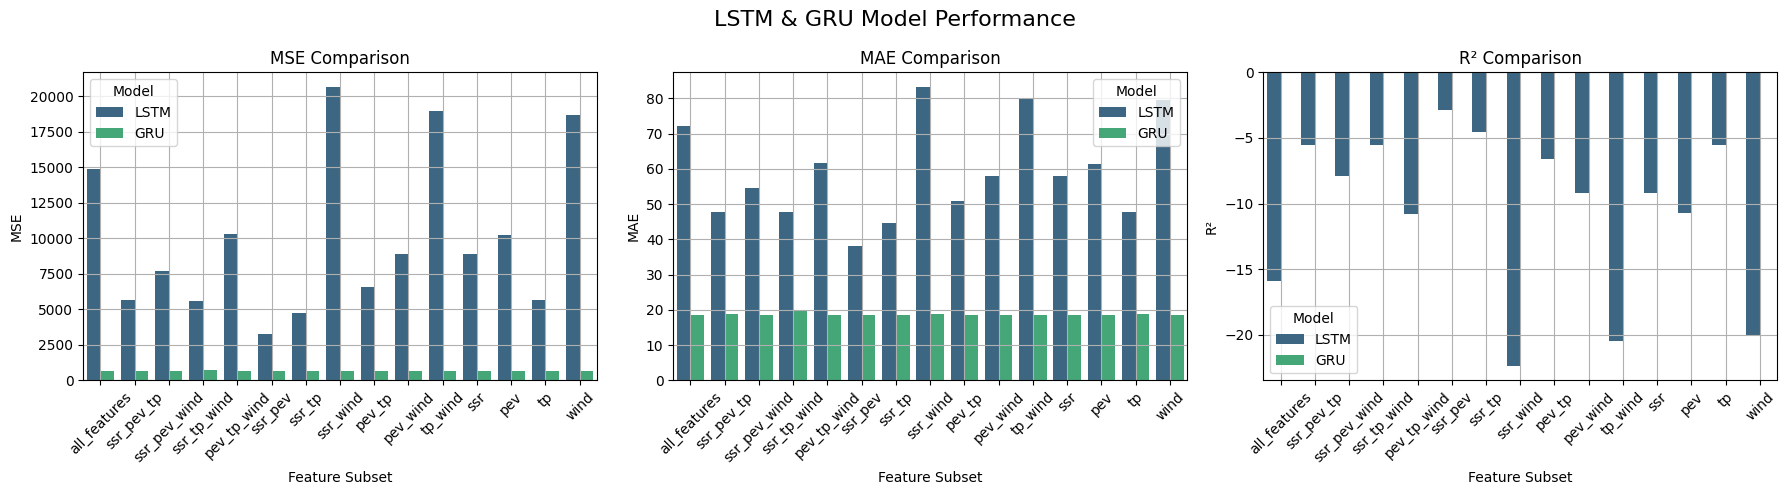 LSTM & GRU Model Performance
MSE Comparison
MSE
20000
17500
15000
12500
10000
7500
5000
2500
0
Model
LSTM
GRU
all_features
ssr_pev_tp
ssr_pev_wind
ssr_tp_wind
pev_tp_wind
ssr_pev
ssr_tp
ssr_wind
pev_tp
pev_wind
tp_wind
ssr
pev
tp
wind
Feature Subset
MAE Comparison
MAE
80
70
60
50
40
30
20
10
0
Model
LSTM
GRU
all_features
ssr_pev_tp
ssr_pev_wind
ssr_tp_wind
pev_tp_wind
ssr_pev
ssr_tp
ssr_wind
pev_tp
pev_wind
tp_wind
ssr
pev
tp
wind
Feature Subset
R² Comparison
R²
0
−5
−10
−15
−20
Model
LSTM
GRU
all_features
ssr_pev_tp
ssr_pev_wind
ssr_tp_wind
pev_tp_wind
ssr_pev
ssr_tp
ssr_wind
pev_tp
pev_wind
tp_wind
ssr
pev
tp
wind
Feature Subset